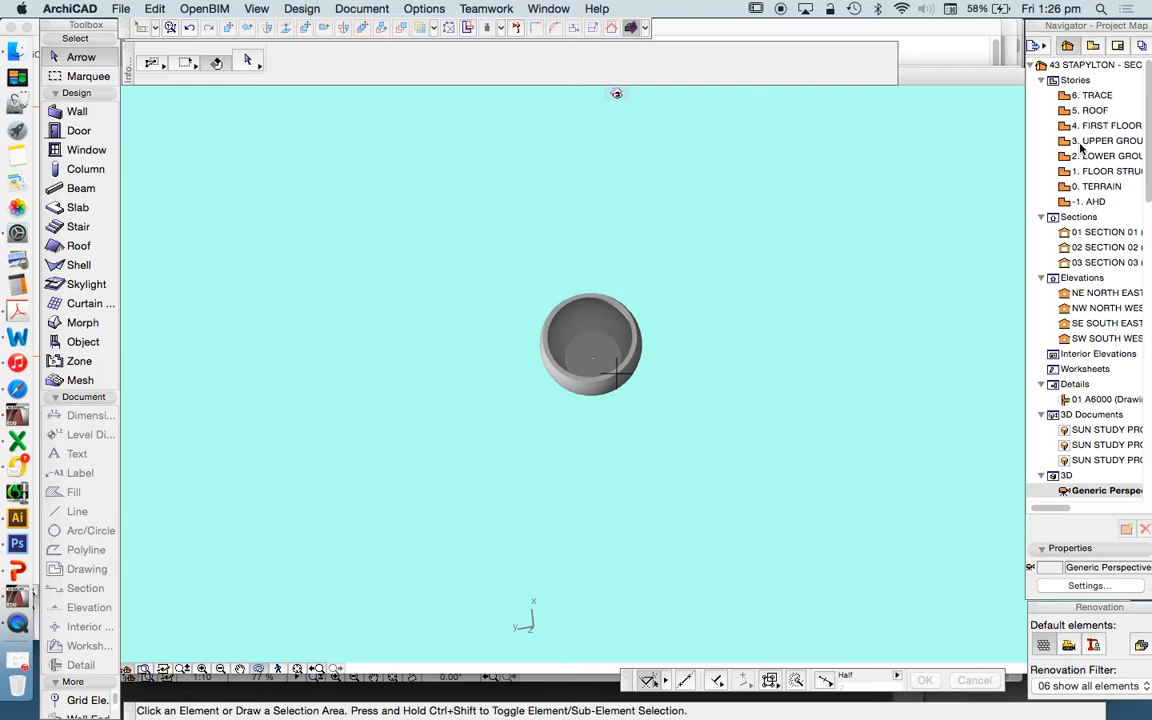 ArchiCAD File Edit OpenBIM View Design Document Options Teamwork Window Help
58% Fri 1:26 pm
Toolbox
Select
Arrow
Marquee
Design
Wall
Door
Window
Column
Beam
Slab
Stair
Roof
Shell
Skylight
Curtain ...
Morph
Object
Zone
Mesh
Document
Dimensi...
Level Di...
Text
Label
Fill
Line
Arc/Circle
Polyline
Drawing
Section
Elevation
Interior ...
Worksh...
Detail
More
Grid Ele...
Info...
x
y
z
1:10 77 % 0.00°
Half
OK Cancel
Click an Element or Draw a Selection Area. Press and Hold Ctrl+Shift to Toggle Element/Sub-Element Selection.
Navigator - Project Map
43 STAPYLTON - SEC
Stories
6. TRACE
5. ROOF
4. FIRST FLOOR
3. UPPER GROU
2. LOWER GROU
1. FLOOR STRU
0. TERRAIN
-1. AHD
Sections
01 SECTION 01 (
02 SECTION 02 (
03 SECTION 03 (
Elevations
NE NORTH EAST
NW NORTH WES
SE SOUTH EAST
SW SOUTH WES
Interior Elevations
Worksheets
Details
01 A6000 (Drawi
3D Documents
SUN STUDY PRO
SUN STUDY PRO
SUN STUDY PRO
3D
Generic Perspe
Properties
Generic Perspective
Settings...
Renovation
Default elements:
Renovation Filter:
06 show all elements